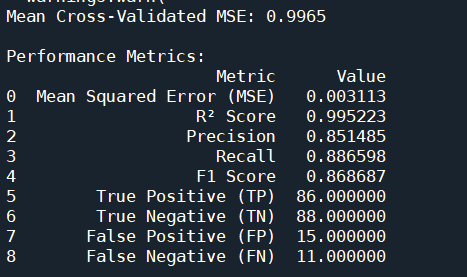 warnings.warn(
Mean Cross-Validated MSE: 0.9965
Performance Metrics:
Metric Value
0 Mean Squared Error (MSE) 0.003113
1 R² Score 0.995223
2 Precision 0.851485
3 Recall 0.886598
4 F1 Score 0.868687
5 True Positive (TP) 86.000000
6 True Negative (TN) 88.000000
7 False Positive (FP) 15.000000
8 False Negative (FN) 11.000000